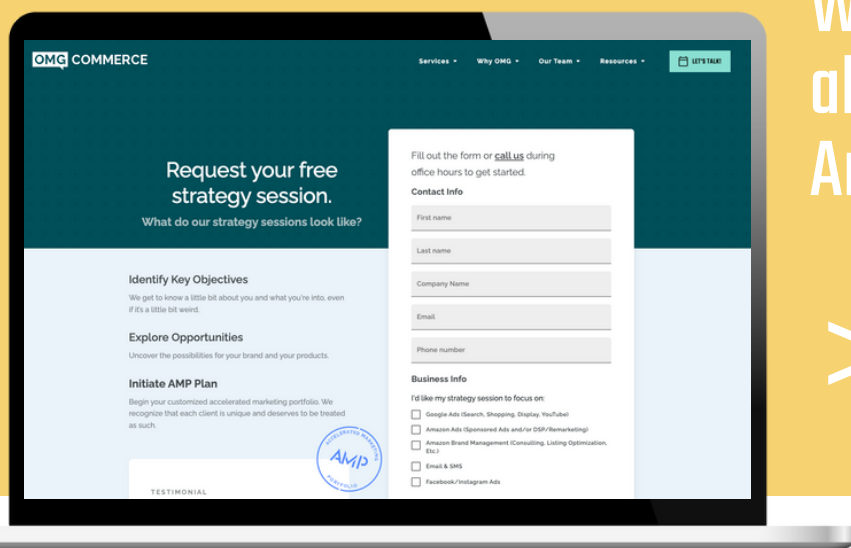 OMG COMMERCE
Services
Why OMG
Our Team
Resources
LET'S TALK!
Request your free
strategy session.
What do our strategy sessions look like?
Identify Key Objectives
We get to know a little bit about you and what you're into, even
if it's a little bit weird.
Explore Opportunities
Uncover the possibilities for your brand and your products.
Initiate AMP Plan
Begin your customized accelerated marketing portfolio. We
recognize that each client is unique and deserves to be treated
as such.
ACCELERATED MARKETING
AMP
PORTFOLIO
TESTIMONIAL
Fill out the form or call us during
office hours to get started.
Contact Info
First name
Last name
Company Name
Email
Phone number
Business Info
I'd like my strategy session to focus on:
Google Ads (Search, Shopping, Display, YouTube)
Amazon Ads (Sponsored Ads and/or DSP/Remarketing)
Amazon Brand Management (Consulting, Listing Optimization,
Etc.)
Email & SMS
Facebook/Instagram Ads